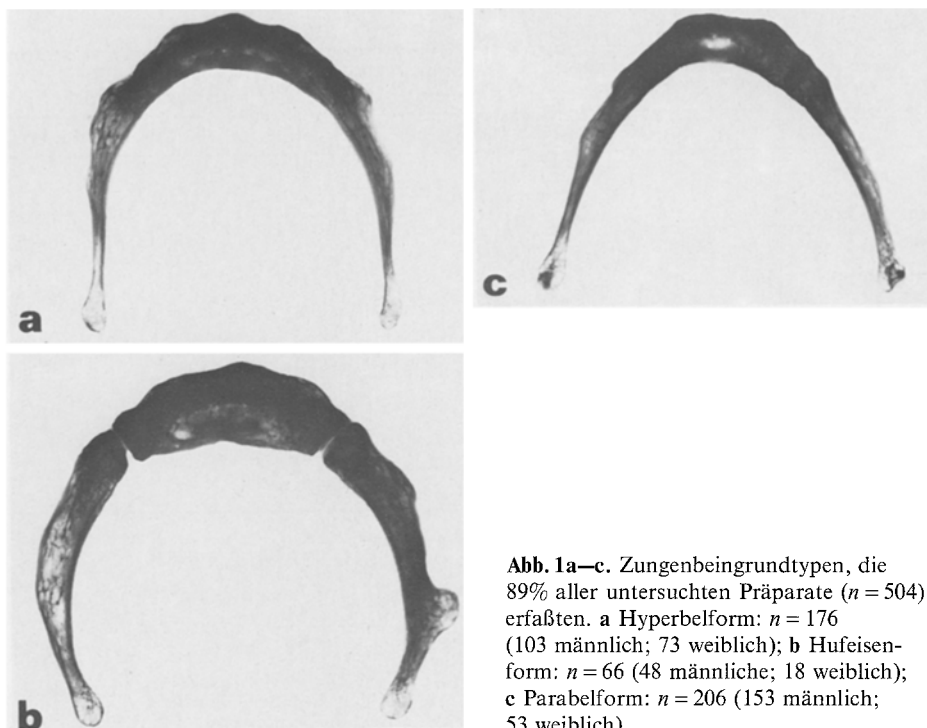 a
c
b
Abb. 1a—c. Zungenbeingrundtypen, die
89% aller untersuchten Präparate (n = 504)
erfaßten. a Hyperbelform: n = 176
(103 männlich; 73 weiblich); b Hufeisen-
form: n = 66 (48 männliche; 18 weiblich);
c Parabelform: n = 206 (153 männlich;
53 weiblich)